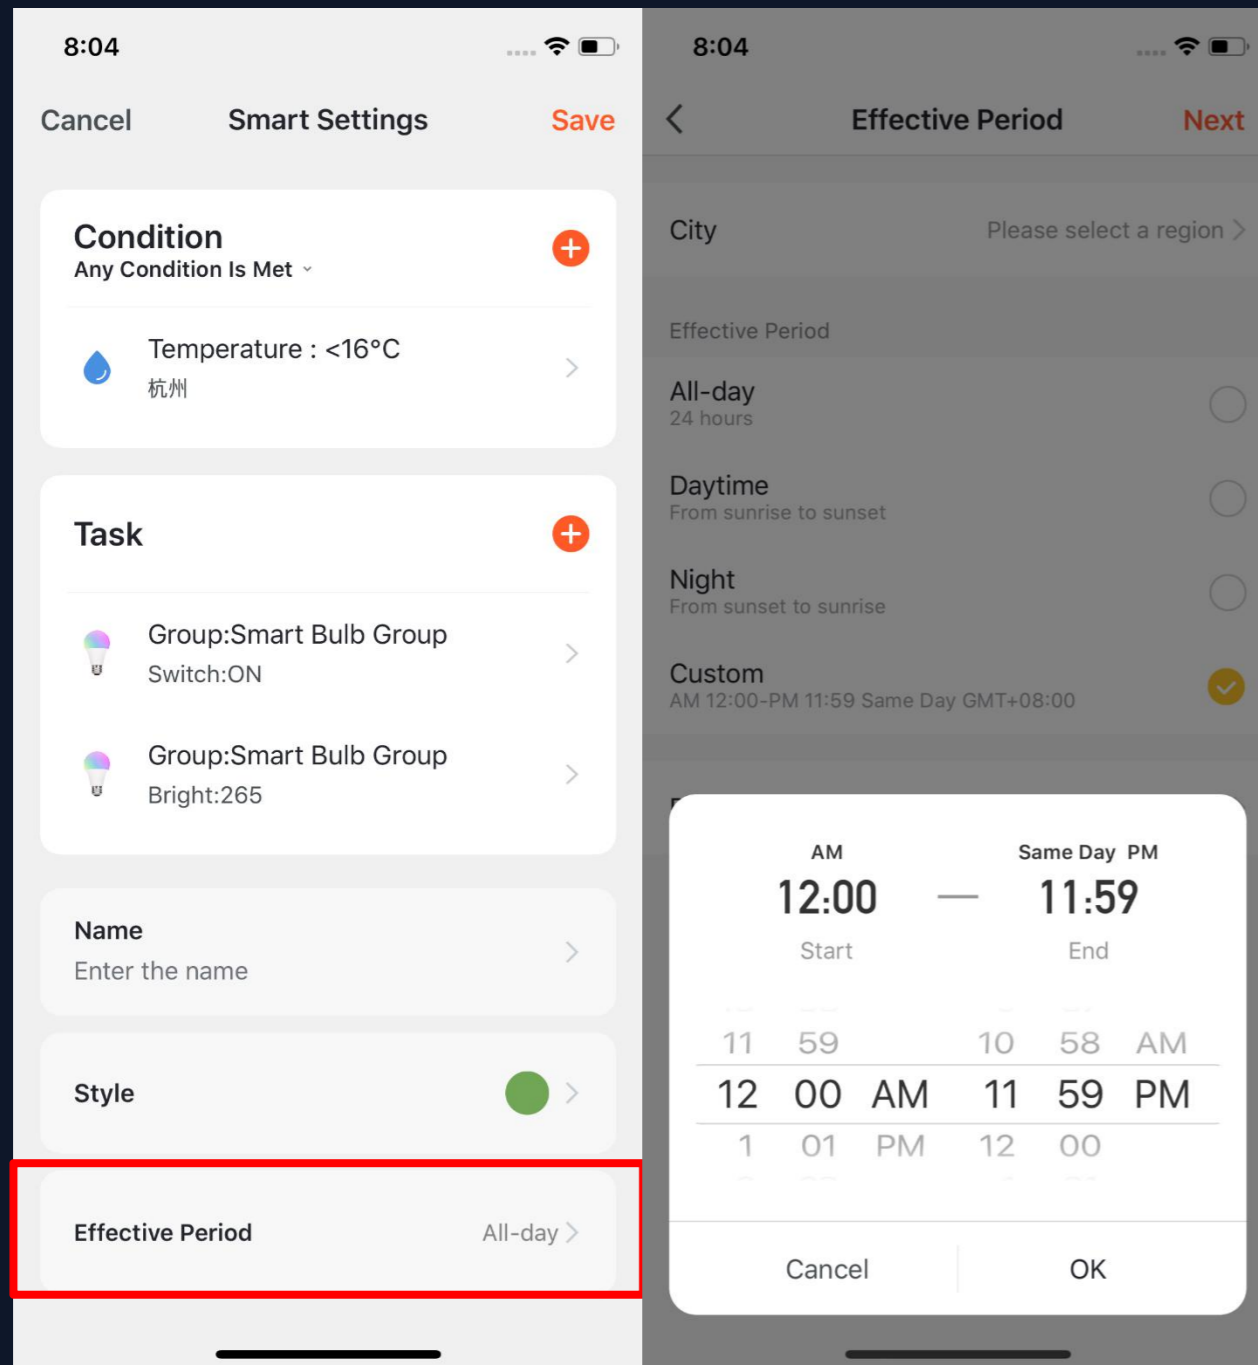 8:04
Cancel Smart Settings Save
Condition
Any Condition Is Met
Temperature : <16°C
杭州
Task
Group:Smart Bulb Group
Switch:ON
Group:Smart Bulb Group
Bright:265
Name
Enter the name
Style
Effective Period All-day
8:04
Effective Period Next
City Please select a region
Effective Period
All-day
24 hours
Daytime
From sunrise to sunset
Night
From sunset to sunrise
Custom
AM 12:00-PM 11:59 Same Day GMT+08:00
AM Same Day PM
12:00 — 11:59
Start End
11 59 10 58 AM
12 00 AM 11 59 PM
1 01 PM 12 00
Cancel OK